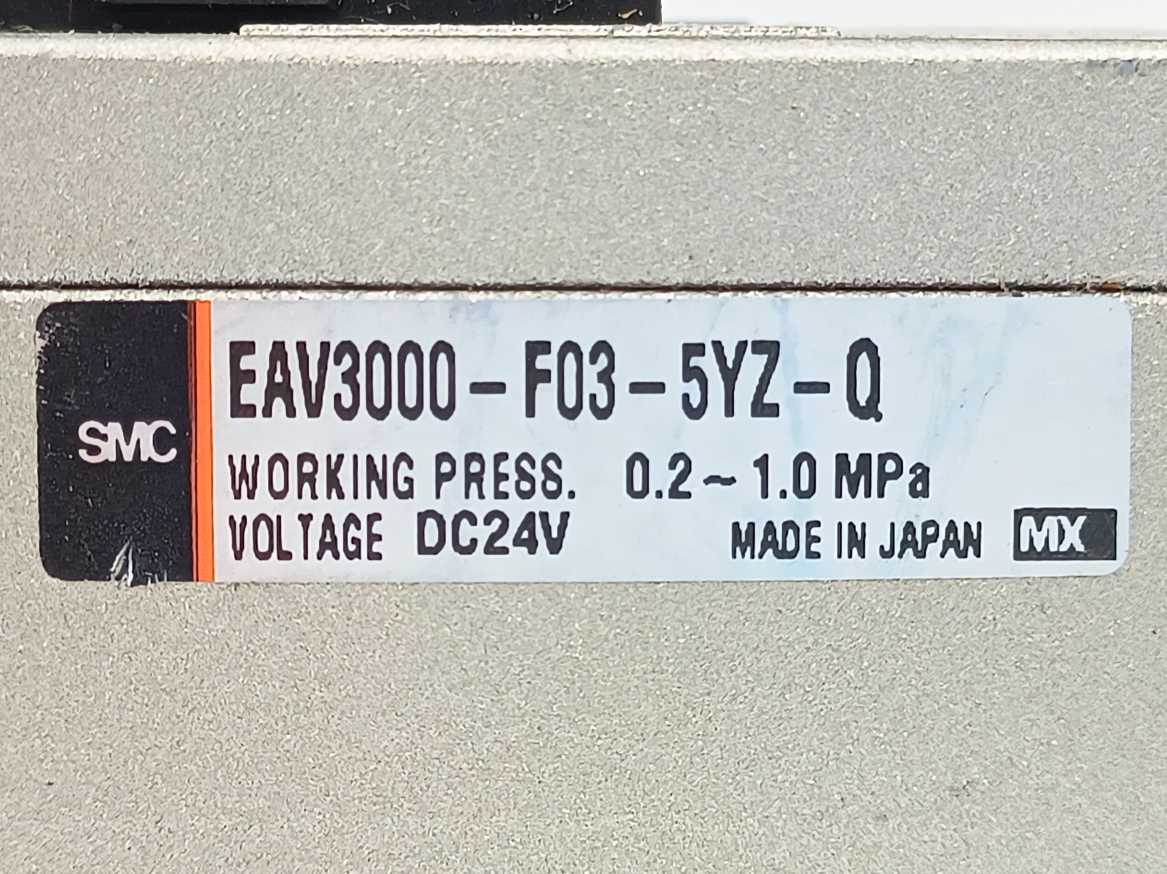 SMC
EAV3000-F03-5YZ-Q
WORKING PRESS. 0.2~1.0 MPa
VOLTAGE DC24V MADE IN JAPAN MX